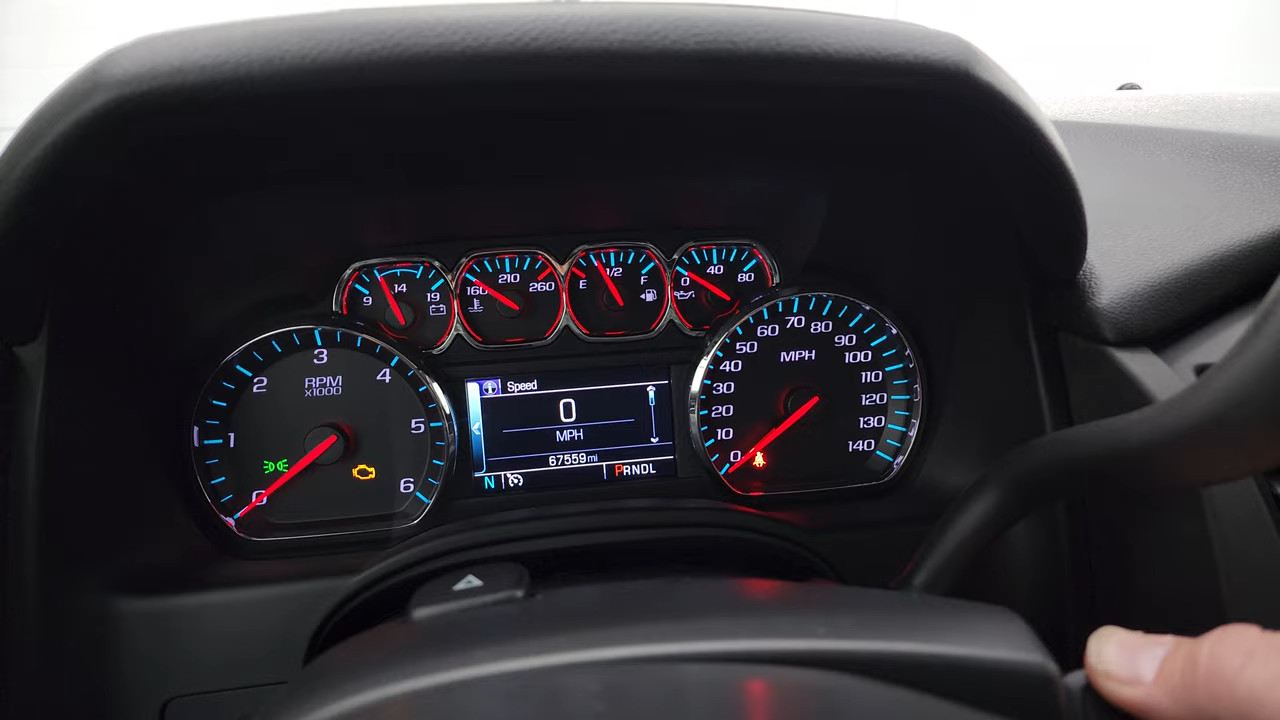 9 14 19
160 210 260
E 1/2 F
0 40 80
0 1 2 3 4 5 6
RPM
x1000
Speed
0
MPH
67559 mi
N PRNDL
MPH
0 10 20 30 40 50 60 70 80 90 100 110 120 130 140